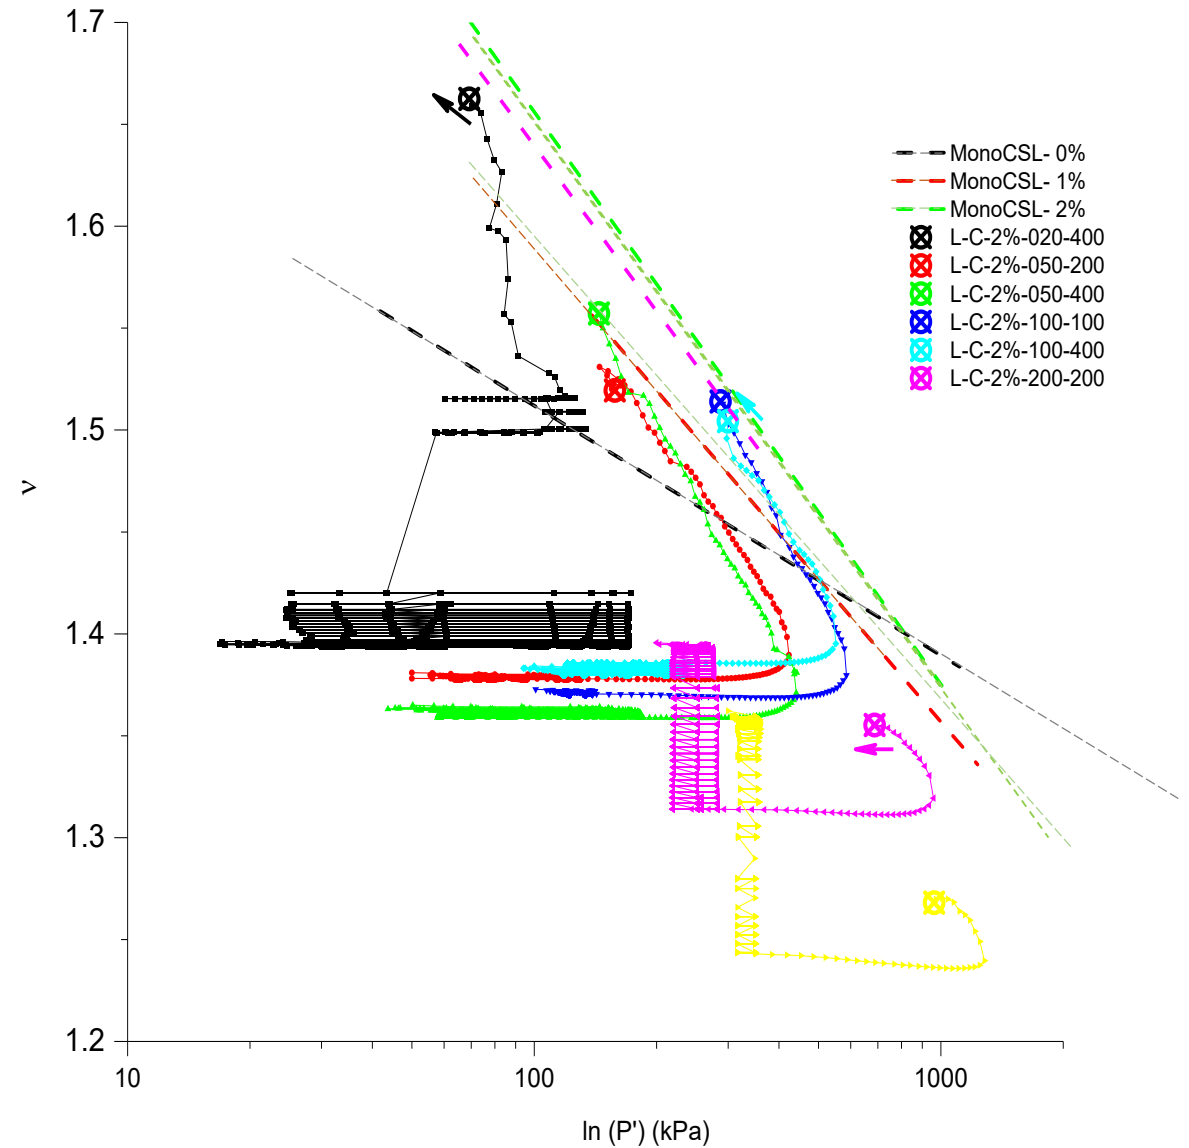 1.7
1.6
1.5
1.4
1.3
1.2
ν
MonoCSL- 0%
MonoCSL- 1%
MonoCSL- 2%
L-C-2%-020-400
L-C-2%-050-200
L-C-2%-050-400
L-C-2%-100-100
L-C-2%-100-400
L-C-2%-200-200
10
100
1000
ln (P') (kPa)